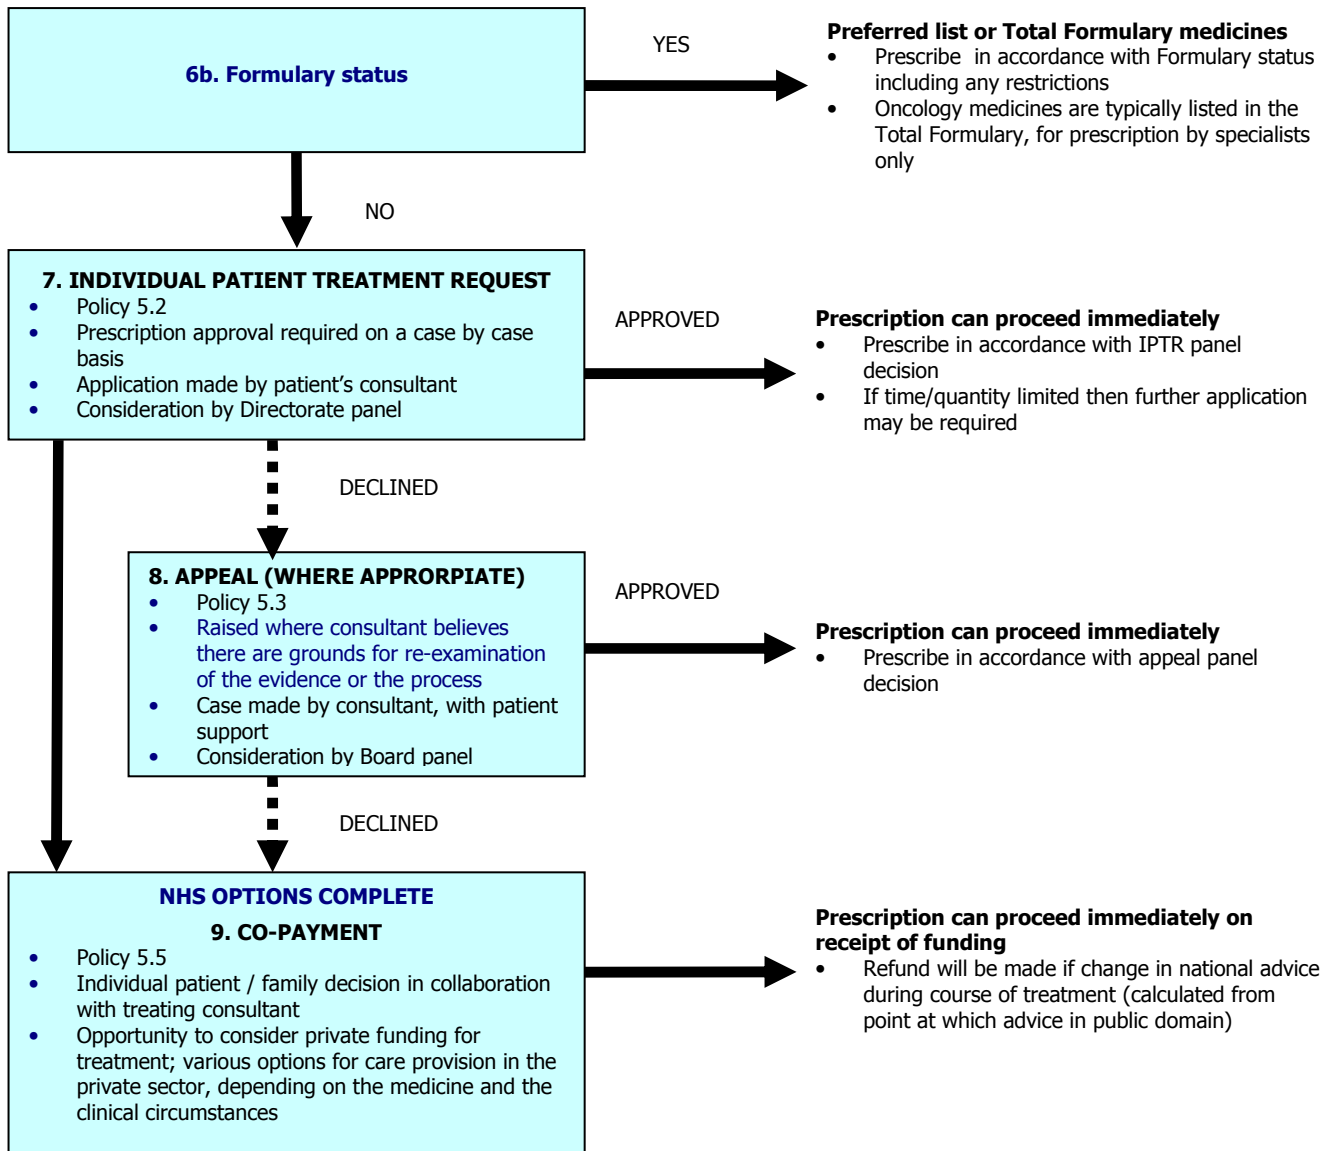 6b. Formulary status
YES
Preferred list or Total Formulary medicines
• Prescribe in accordance with Formulary status
including any restrictions
• Oncology medicines are typically listed in the
Total Formulary, for prescription by specialists
only
NO
7. INDIVIDUAL PATIENT TREATMENT REQUEST
• Policy 5.2
• Prescription approval required on a case by case
basis
• Application made by patient's consultant
• Consideration by Directorate panel
APPROVED
Prescription can proceed immediately
• Prescribe in accordance with IPTR panel
decision
• If time/quantity limited then further application
may be required
DECLINED
8. APPEAL (WHERE APPRORPIATE)
• Policy 5.3
• Raised where consultant believes
there are grounds for re-examination
of the evidence or the process
• Case made by consultant, with patient
support
• Consideration by Board panel
APPROVED
Prescription can proceed immediately
• Prescribe in accordance with appeal panel
decision
DECLINED
NHS OPTIONS COMPLETE
9. CO-PAYMENT
• Policy 5.5
• Individual patient / family decision in collaboration
with treating consultant
• Opportunity to consider private funding for
treatment; various options for care provision in the
private sector, depending on the medicine and the
clinical circumstances
Prescription can proceed immediately on
receipt of funding
• Refund will be made if change in national advice
during course of treatment (calculated from
point at which advice in public domain)